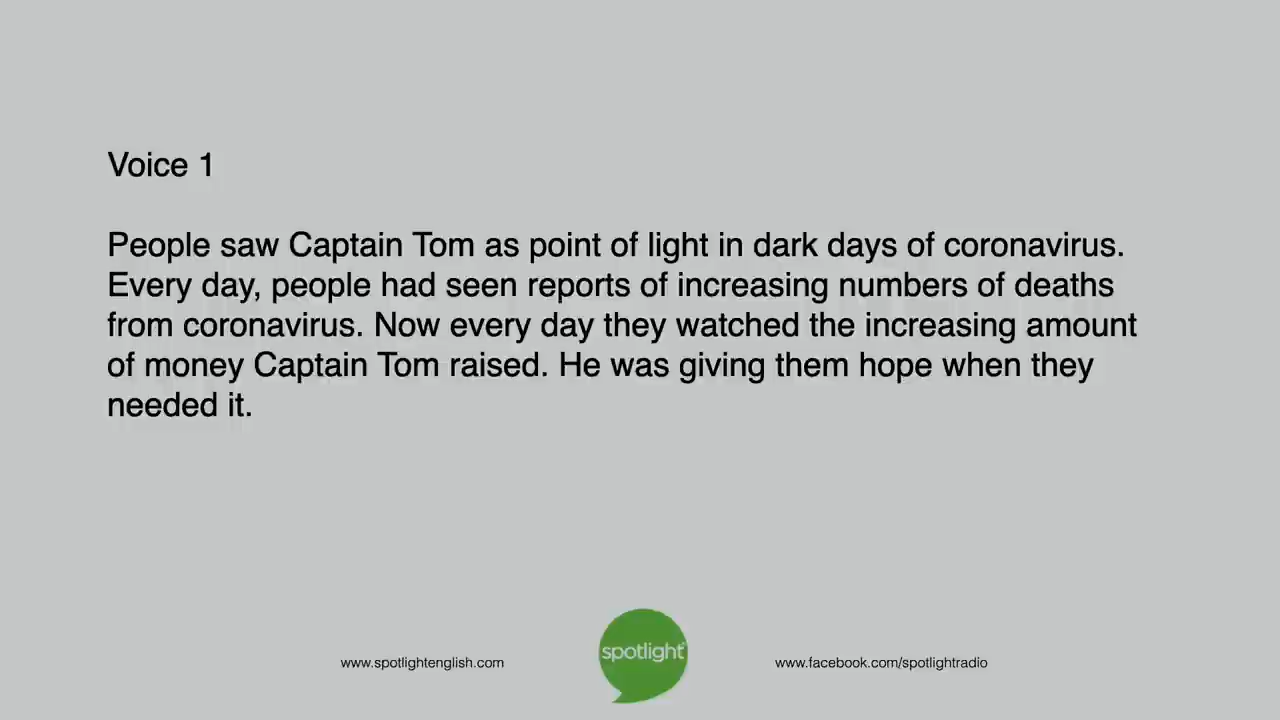 Voice 1
People saw Captain Tom as point of light in dark days of coronavirus.
Every day, people had seen reports of increasing numbers of deaths
from coronavirus. Now every day they watched the increasing amount
of money Captain Tom raised. He was giving them hope when they
needed it.
www.spotlightenglish.com
spotlight
www.facebook.com/spotlightradio